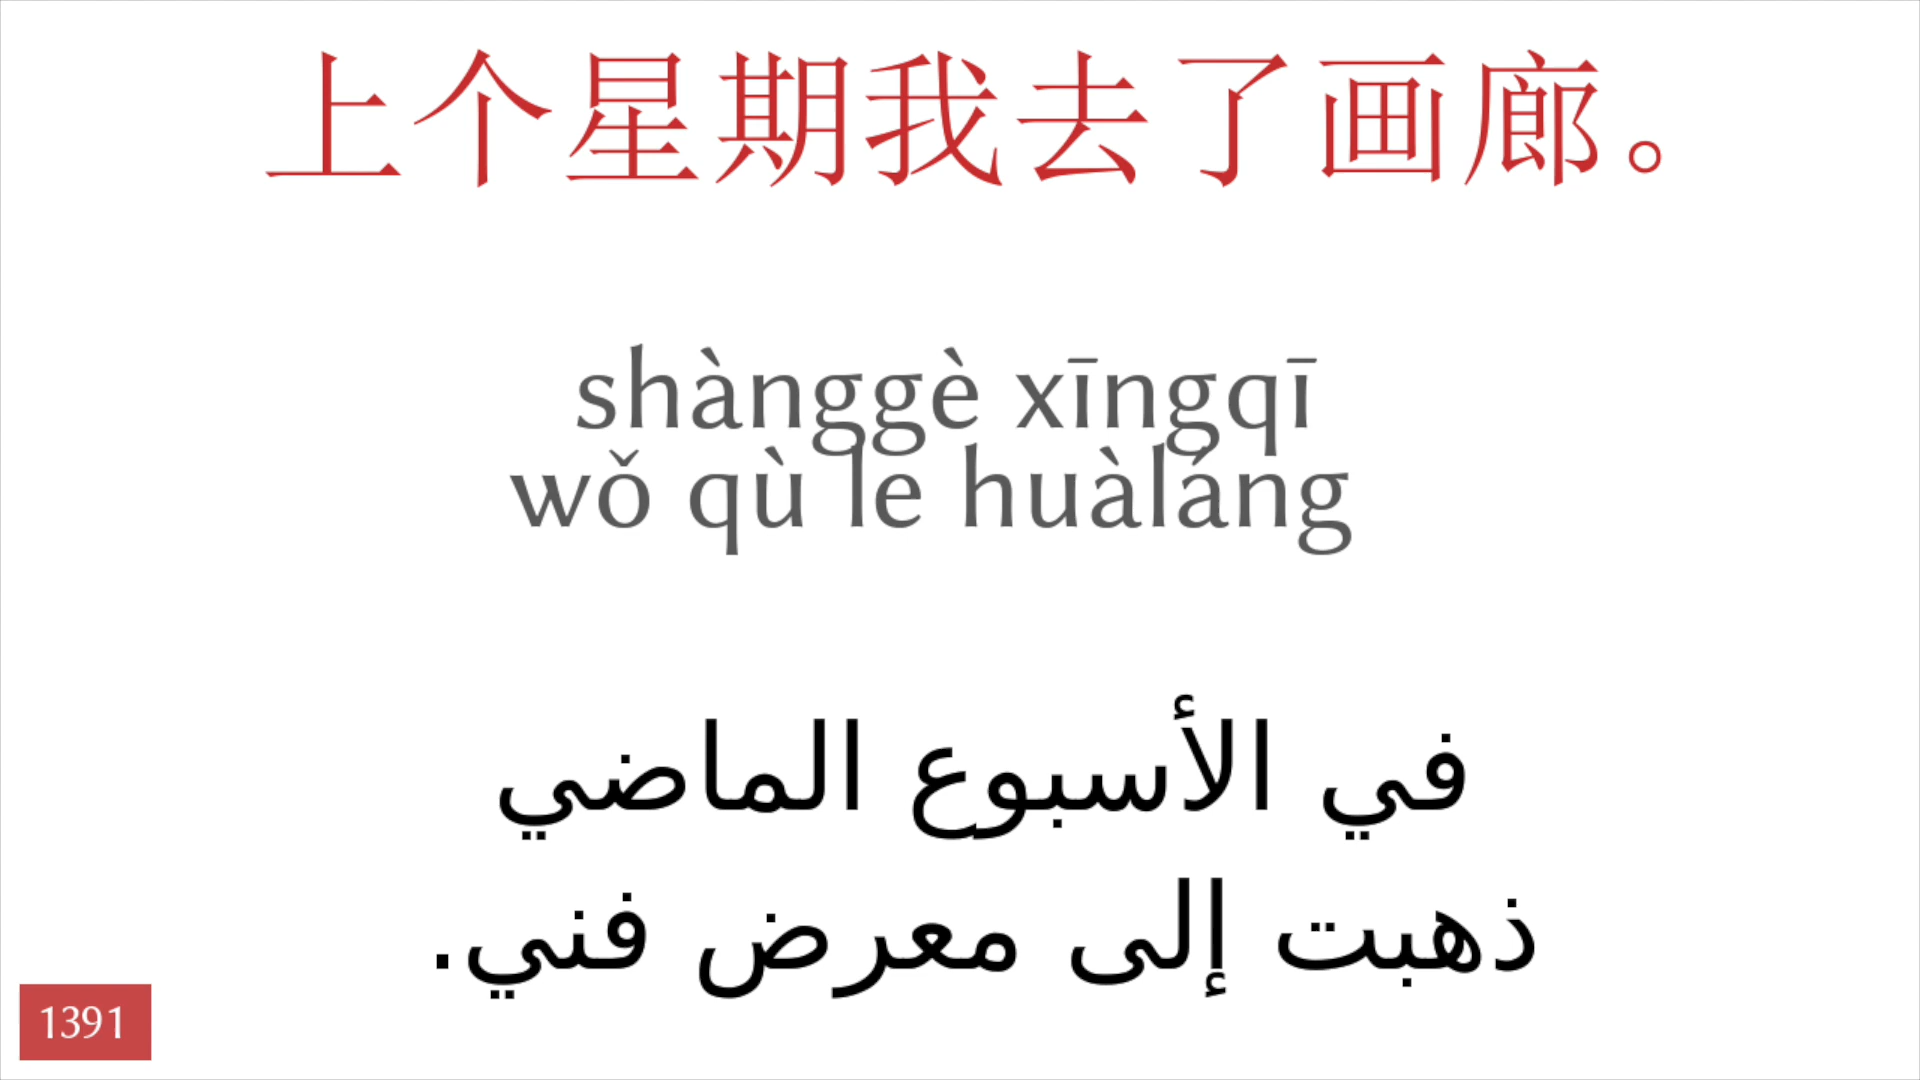 上个星期我去了画廊。
shànggè xīngqī
wǒ qù le huàláng
في الأسبوع الماضي
ذهبت إلى معرض فني.
1391